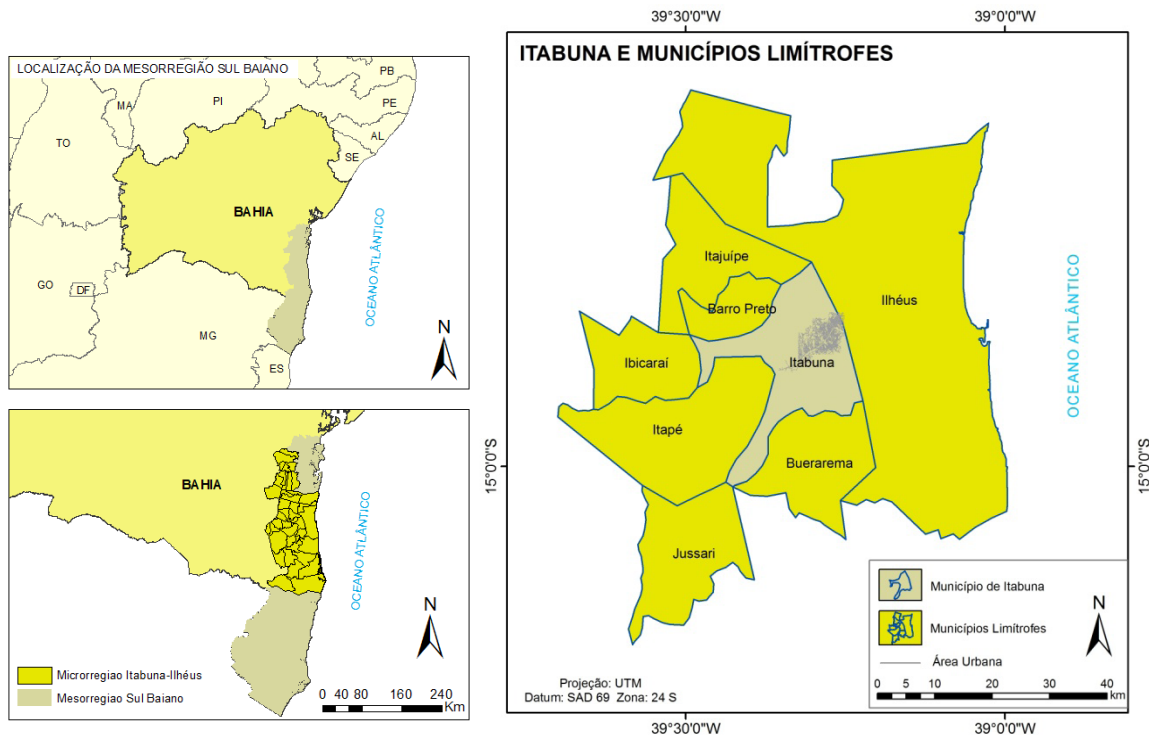 LOCALIZAÇÃO DA MESORREGIÃO SUL BAIANO
PB
MA
PI
PE
AL
TO
SE
BAHIA
OCEANO ATLÂNTICO
GO
DF
MG
N
ES
BAHIA
OCEANO ATLÂNTICO
N
Microrregiao Itabuna-Ilhéus
Mesorregiao Sul Baiano
0 40 80 160 240
Km
39°30'0"W 39°0'0"W
ITABUNA E MUNICÍPIOS LIMÍTROFES
Itajuípe
Barro Preto
Ilhéus
Ibicaraí
Itabuna
Itapé
Buerarema
Jussari
OCEANO ATLÂNTICO
15°0'0"S
15°0'0"S
Município de Itabuna
Municípios Limítrofes
Área Urbana
N
0 5 10 20 30 40
km
Projeção: UTM
Datum: SAD 69 Zona: 24 S
39°30'0"W 39°0'0"W